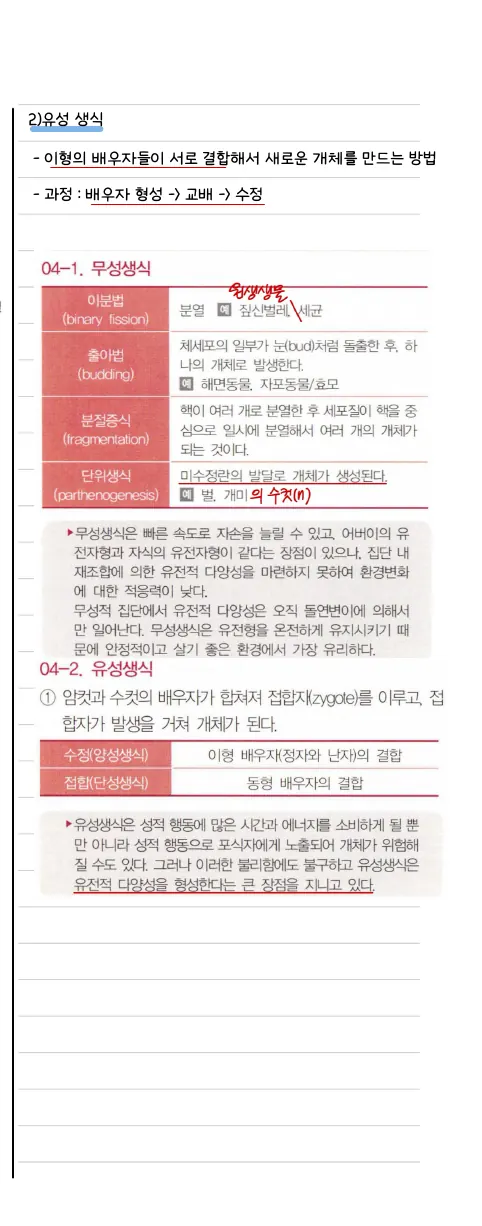 2)유성 생식
- 이형의 배우자들이 서로 결합해서 새로운 개체를 만드는 방법
- 과정 : 배우자 형성 -> 교배 -> 수정
04-1. 무성생식
원생생물
이분법
(binary fission)
분열 예 짚신벌레, 세균
출아법
(budding)
체세포의 일부가 눈(bud)처럼 돌출한 후, 하
나의 개체로 발생한다.
예 해면동물, 자포동물/효모
분절증식
(fragmentation)
핵이 여러 개로 분열한 후 세포질이 핵을 중
심으로 일시에 분열해서 여러 개의 개체가
되는 것이다.
단위생식
(parthenogenesis)
미수정란의 발달로 개체가 생성된다.
예 벌, 개미의 수컷(n)
▶무성생식은 빠른 속도로 자손을 늘릴 수 있고, 어버이의 유
전자형과 자식의 유전자형이 같다는 장점이 있으나, 집단 내
재조합에 의한 유전적 다양성을 마련하지 못하여 환경변화
에 대한 적응력이 낮다.
무성적 집단에서 유전적 다양성은 오직 돌연변이에 의해서
만 일어난다. 무성생식은 유전형을 온전하게 유지시키기 때
문에 안정적이고 살기 좋은 환경에서 가장 유리하다.
04-2. 유성생식
① 암컷과 수컷의 배우자가 합쳐져 접합자(zygote)를 이루고, 접
합자가 발생을 거쳐 개체가 된다.
수정(양성생식) 이형 배우자(정자와 난자)의 결합
접합(단성생식) 동형 배우자의 결합
▶유성생식은 성적 행동에 많은 시간과 에너지를 소비하게 될 뿐
만 아니라 성적 행동으로 포식자에게 노출되어 개체가 위험해
질 수도 있다. 그러나 이러한 불리함에도 불구하고 유성생식은
유전적 다양성을 형성한다는 큰 장점을 지니고 있다.